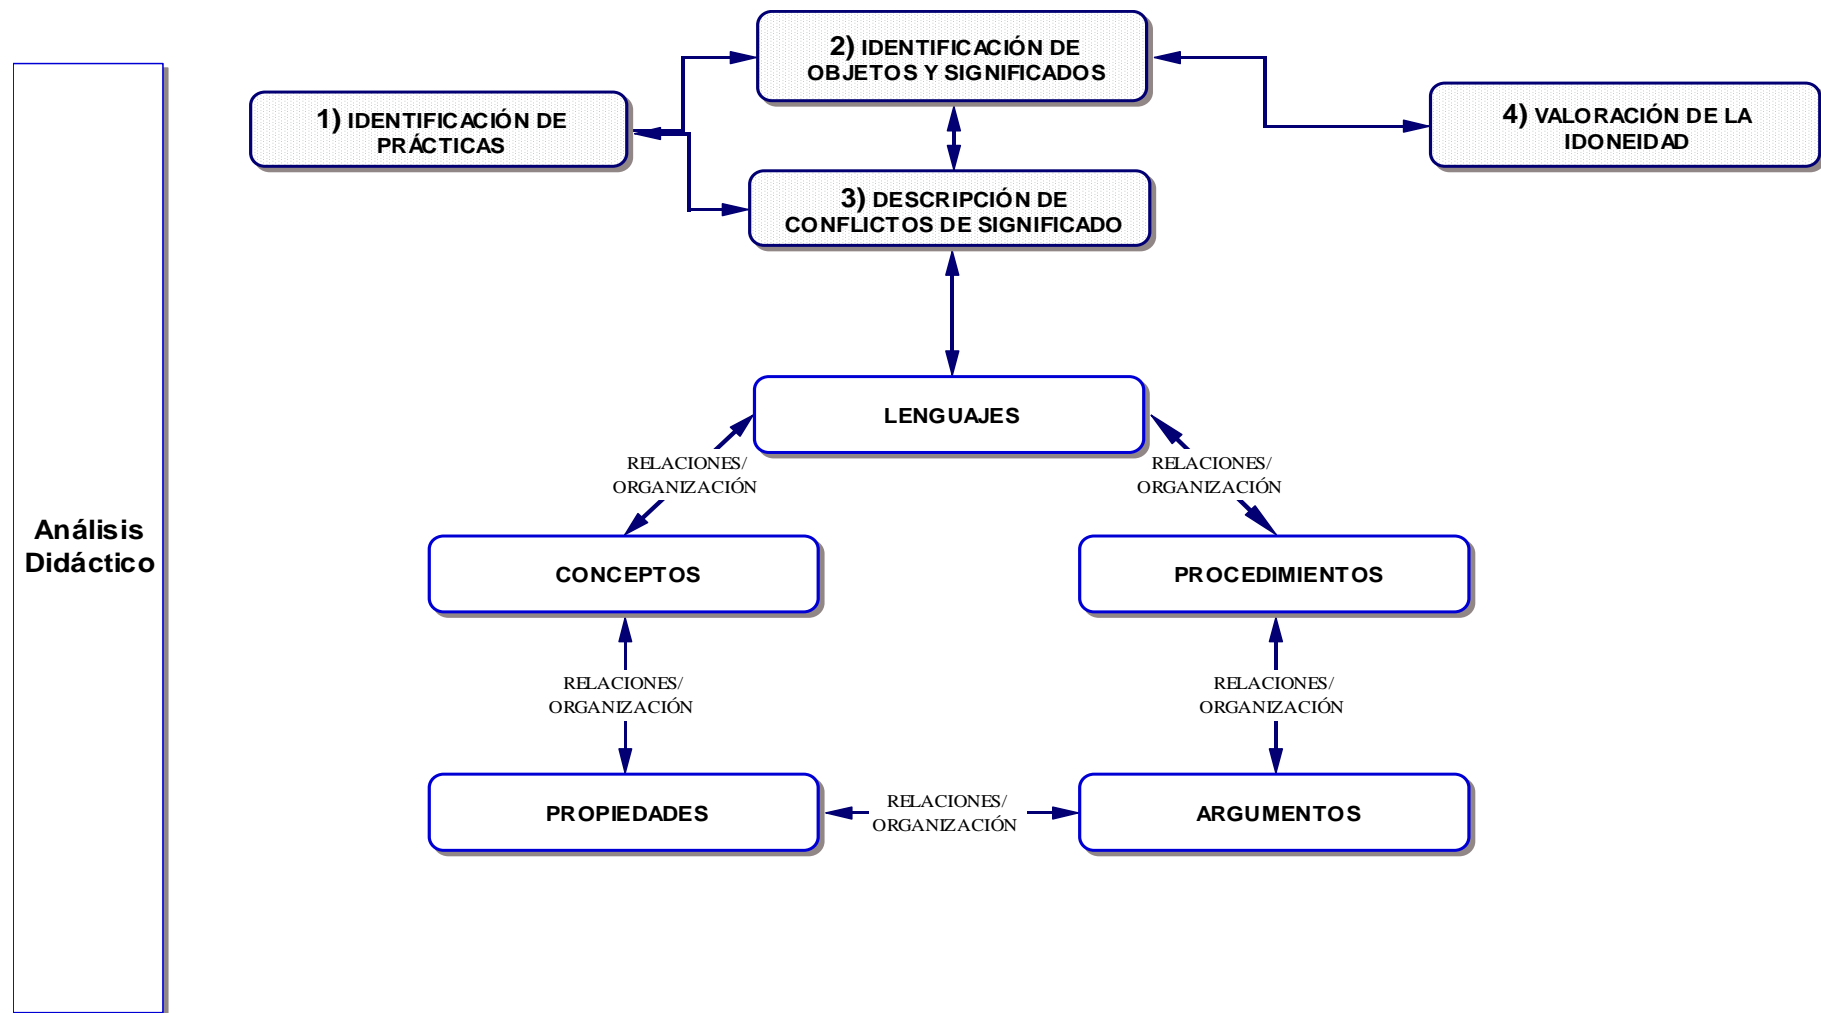 2) IDENTIFICACIÓN DE
OBJETOS Y SIGNIFICADOS
1) IDENTIFICACIÓN DE
PRÁCTICAS
4) VALORACIÓN DE LA
IDONEIDAD
3) DESCRIPCIÓN DE
CONFLICTOS DE SIGNIFICADO
LENGUAJES
RELACIONES/
ORGANIZACIÓN
RELACIONES/
ORGANIZACIÓN
Análisis
Didáctico
CONCEPTOS
PROCEDIMIENTOS
RELACIONES/
ORGANIZACIÓN
RELACIONES/
ORGANIZACIÓN
PROPIEDADES
RELACIONES/
ORGANIZACIÓN
ARGUMENTOS